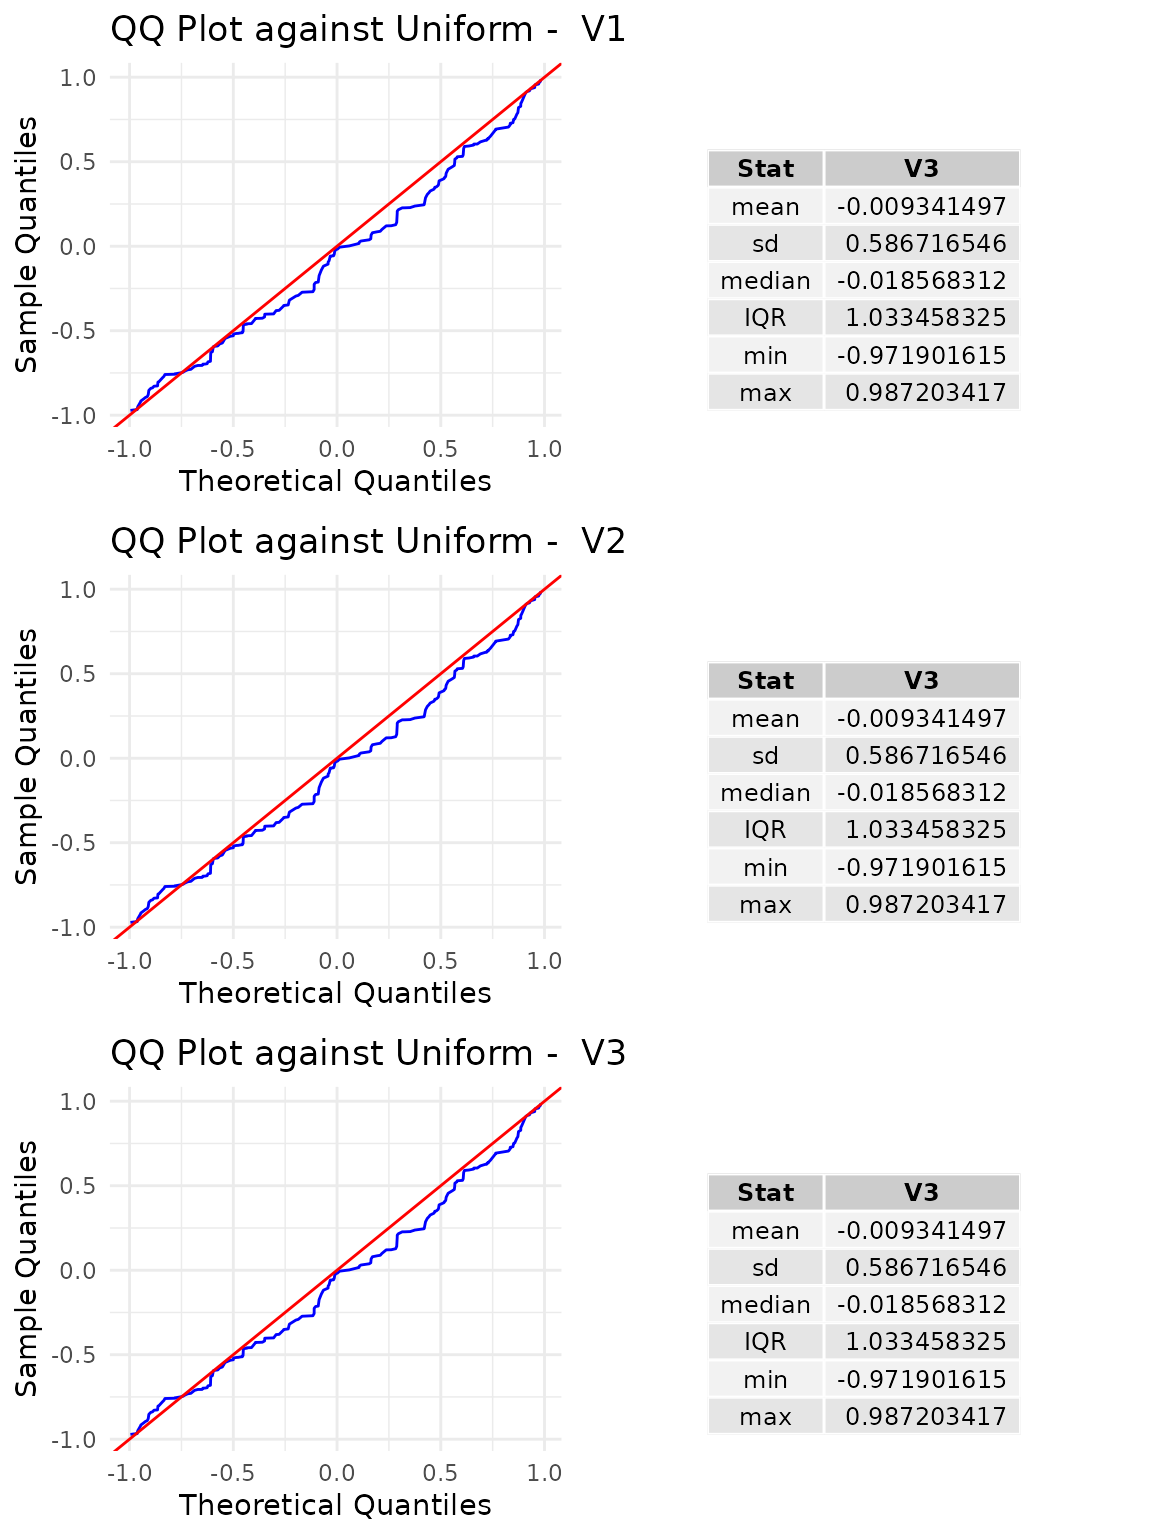 QQ Plot against Uniform -  V1
1.0
0.5
0.0
-0.5
-1.0
Sample Quantiles
-1.0 -0.5 0.0 0.5 1.0
Theoretical Quantiles
Stat V3
mean -0.009341497
sd 0.586716546
median -0.018568312
IQR 1.033458325
min -0.971901615
max 0.987203417
QQ Plot against Uniform -  V2
1.0
0.5
0.0
-0.5
-1.0
Sample Quantiles
-1.0 -0.5 0.0 0.5 1.0
Theoretical Quantiles
Stat V3
mean -0.009341497
sd 0.586716546
median -0.018568312
IQR 1.033458325
min -0.971901615
max 0.987203417
QQ Plot against Uniform -  V3
1.0
0.5
0.0
-0.5
-1.0
Sample Quantiles
-1.0 -0.5 0.0 0.5 1.0
Theoretical Quantiles
Stat V3
mean -0.009341497
sd 0.586716546
median -0.018568312
IQR 1.033458325
min -0.971901615
max 0.987203417